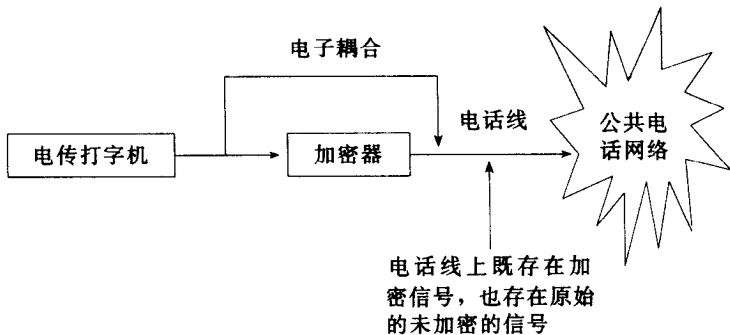 电子耦合
电话线
公共电
话网络
电传打字机
加密器
电话线上既存在加
密信号，也存在原始
的未加密的信号